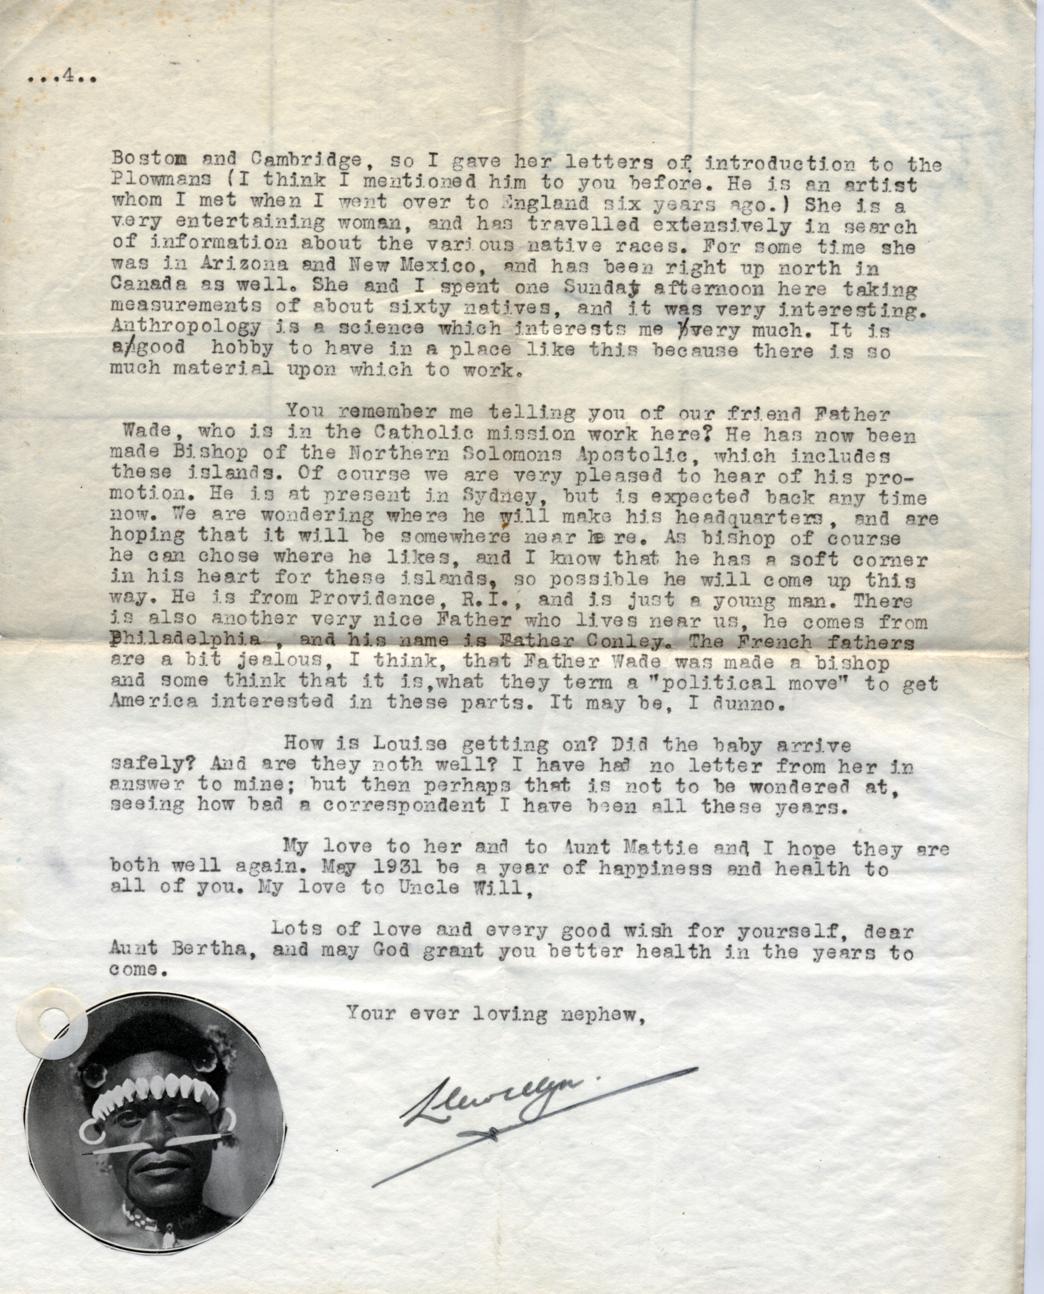 ...4..
Bostom and Cambridge, so I gave her letters of introduction to the
Plowmans (I think I mentioned him to you before. He is an artist
whom I met when I went over to England six years ago.) She is a
very entertaining woman, and has travelled extensively in search
of information about the various native races. For some time she
was in Arizona and New Mexico, and has been right up north in
Canada as well. She and I spent one Sunday afternoon here taking
measurements of about sixty natives, and it was very interesting.
Anthropology is a science which interests me very much. It is
a/good hobby to have in a place like this because there is so
much material upon which to work.
You remember me telling you of our friend Father
Wade, who is in the Catholic mission work here? He has now been
made Bishop of the Northern Solomons Apostolic, which includes
these islands. Of course we are very pleased to hear of his pro-
motion. He is at present in Sydney, but is expected back any time
now. We are wondering where he will make his headquarters, and are
hoping that it will be somewhere near here. As bishop of course
he can chose where he likes, and I know that he has a soft corner
in his heart for these islands, so possible he will come up this
way. He is from Providence, R.I., and is just a young man. There
is also another very nice Father who lives near us, he comes from
Philadelphia , and his name is Father Conley. The French fathers
are a bit jealous, I think, that Father Wade was made a bishop
and some think that it is,what they term a "political move" to get
America interested in these parts. It may be, I dunno.
How is Louise getting on? Did the baby arrive
safely? And are they noth well? I have had no letter from her in
answer to mine; but then perhaps that is not to be wondered at,
seeing how bad a correspondent I have been all these years.
My love to her and to Aunt Mattie and I hope they are
both well again. May 1931 be a year of happiness and health to
all of you. My love to Uncle Will,
Lots of love and every good wish for yourself, dear
Aunt Bertha, and may God grant you better health in the years to
come.
Your ever loving nephew,
Llewellyn.